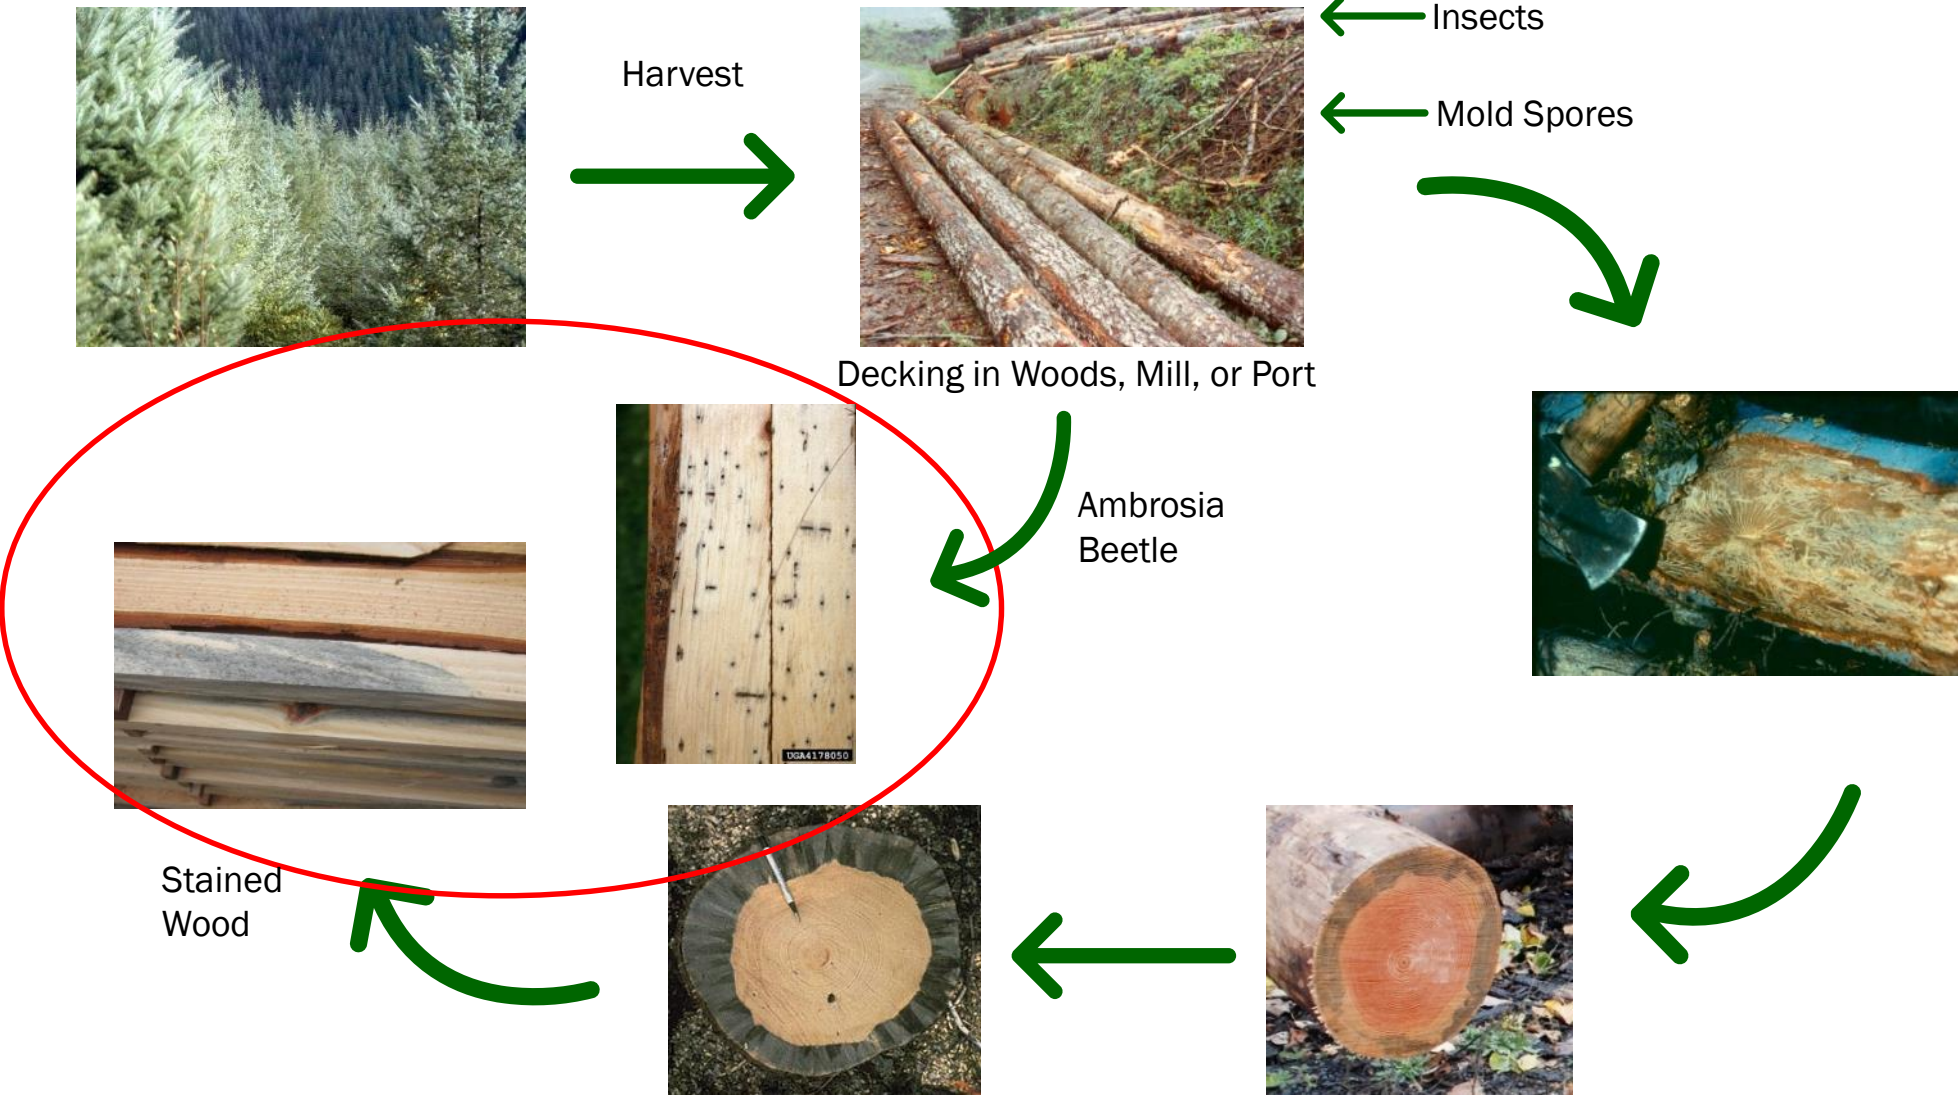 Insects
Harvest
Mold Spores
Decking in Woods, Mill, or Port
Ambrosia
Beetle
UGA4178050
Stained
Wood